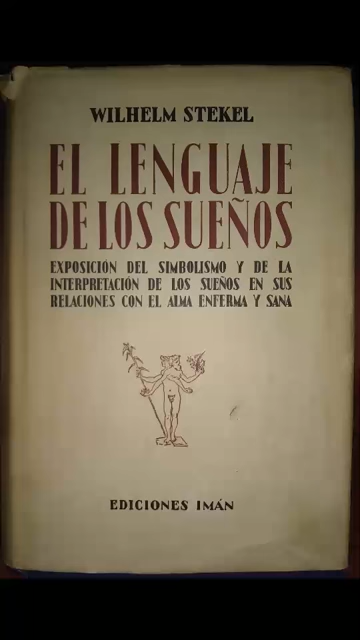 WILHELM STEKEL
EL LENGUAJE
DE LOS SUEÑOS
EXPOSICIÓN DEL SIMBOLISMO Y DE LA
INTERPRETACIÓN DE LOS SUEÑOS EN SUS
RELACIONES CON EL ALMA ENFERMA Y SANA
EDICIONES IMÁN